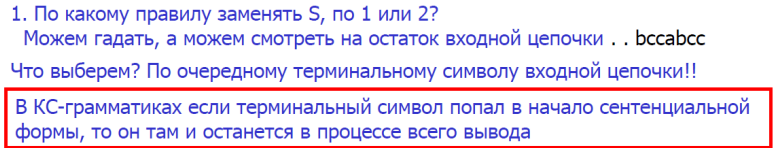 1. По какому правилу заменять S, по 1 или 2?
Можем гадать, а можем смотреть на остаток входной цепочки . . bccabcc
Что выберем? По очередному терминальному символу входной цепочки!!
В КС-грамматиках если терминальный символ попал в начало сентенциальной
формы, то он там и останется в процессе всего вывода